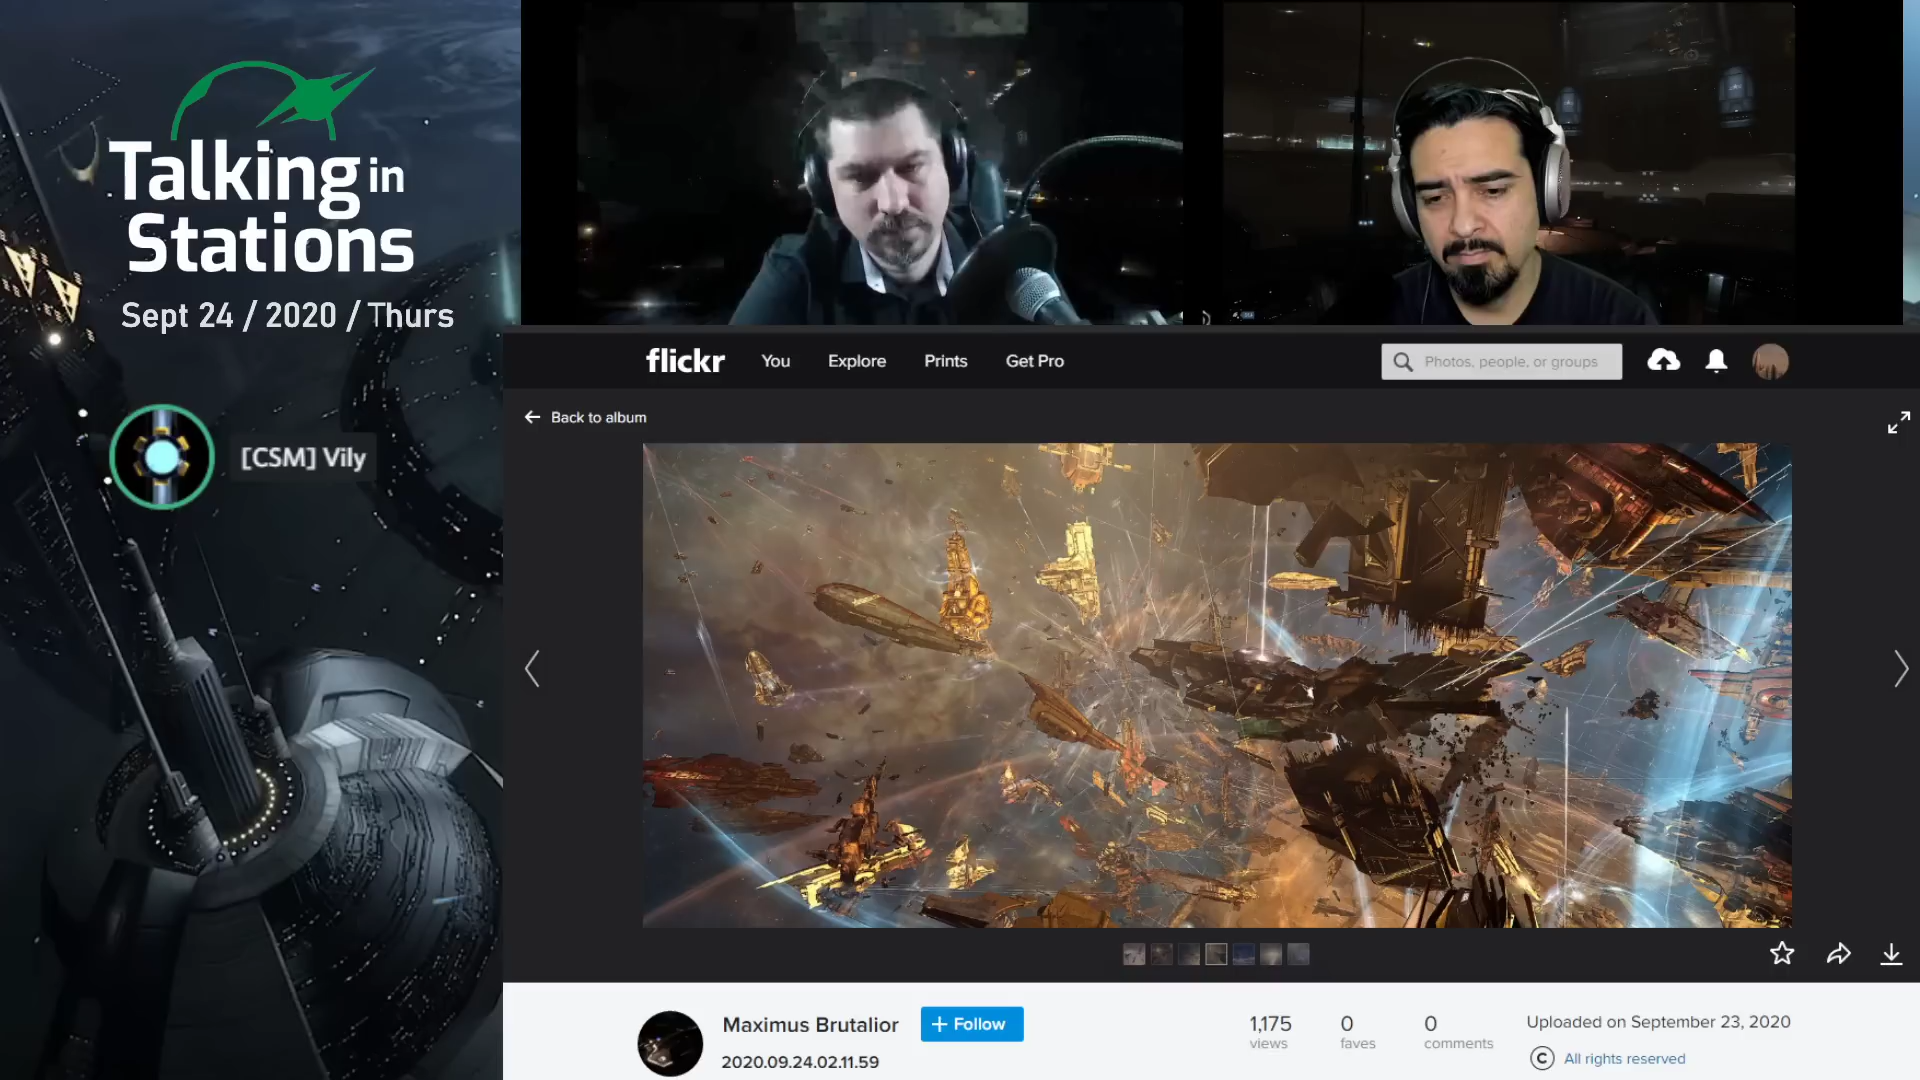 Talking in
Stations
Sept 24 / 2020 / Thurs
[CSM] Vily
flickr You Explore Prints Get Pro
Photos, people, or groups
Back to album
Maximus Brutalior
+ Follow
2020.09.24.02.11.59
1,175
views
0
faves
0
comments
Uploaded on September 23, 2020
© All rights reserved